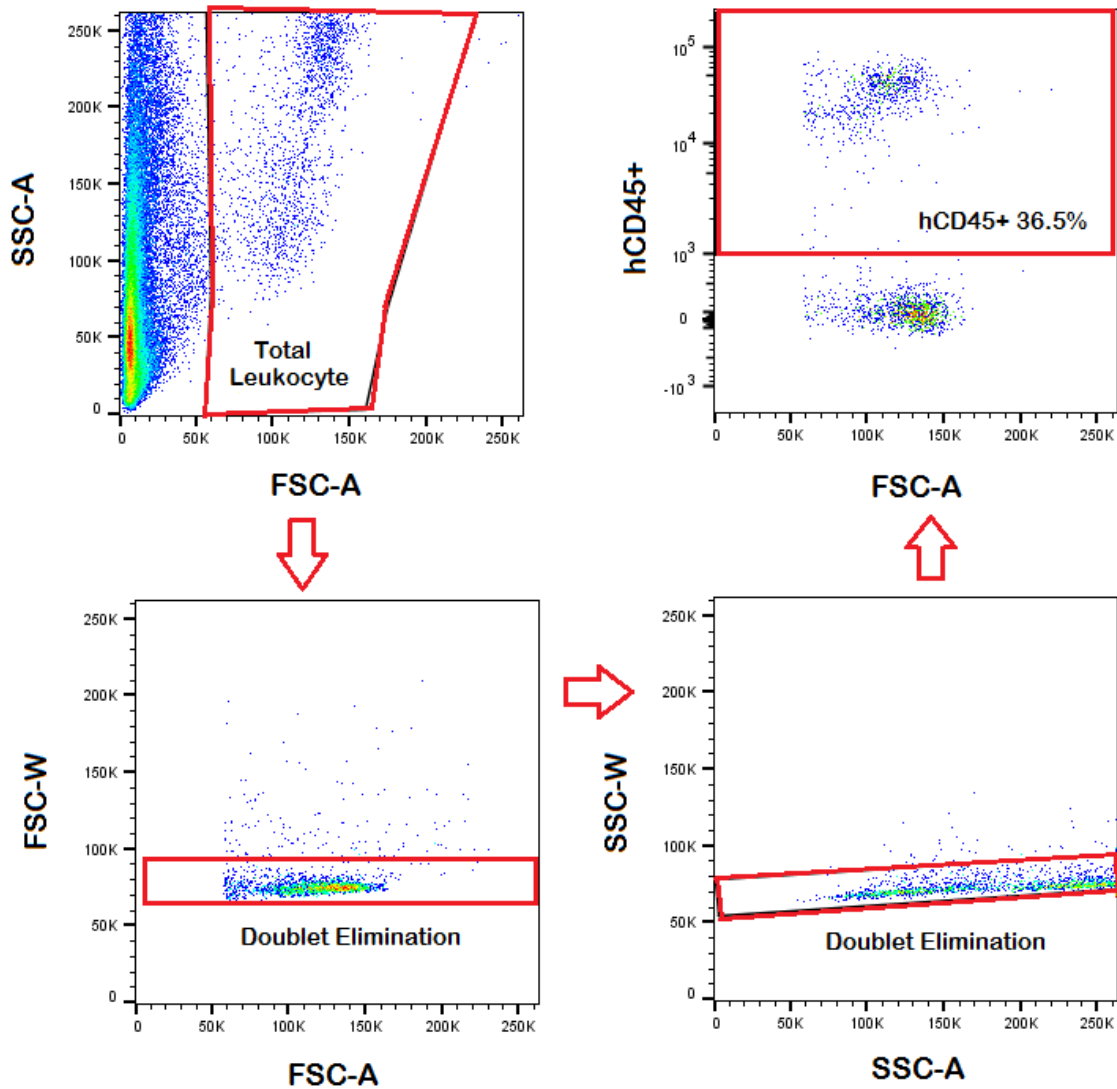 250K
200K
150K
100K
50K
0
SSC-A
Total
Leukocyte
0
50K
100K
150K
200K
250K
FSC-A
10^5
10^4
10^3
0
-10^3
hCD45+
hCD45+ 36.5%
0
50K
100K
150K
200K
250K
FSC-A
250K
200K
150K
100K
50K
0
FSC-W
Doublet Elimination
0
50K
100K
150K
200K
250K
FSC-A
250K
200K
150K
100K
50K
0
SSC-W
Doublet Elimination
0
50K
100K
150K
200K
250K
SSC-A